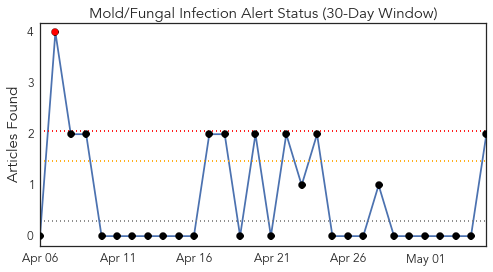 Mold/Fungal Infection Alert Status (30-Day Window)
Articles Found
4
3
2
1
0
Apr 06
Apr 11
Apr 16
Apr 21
Apr 26
May 01